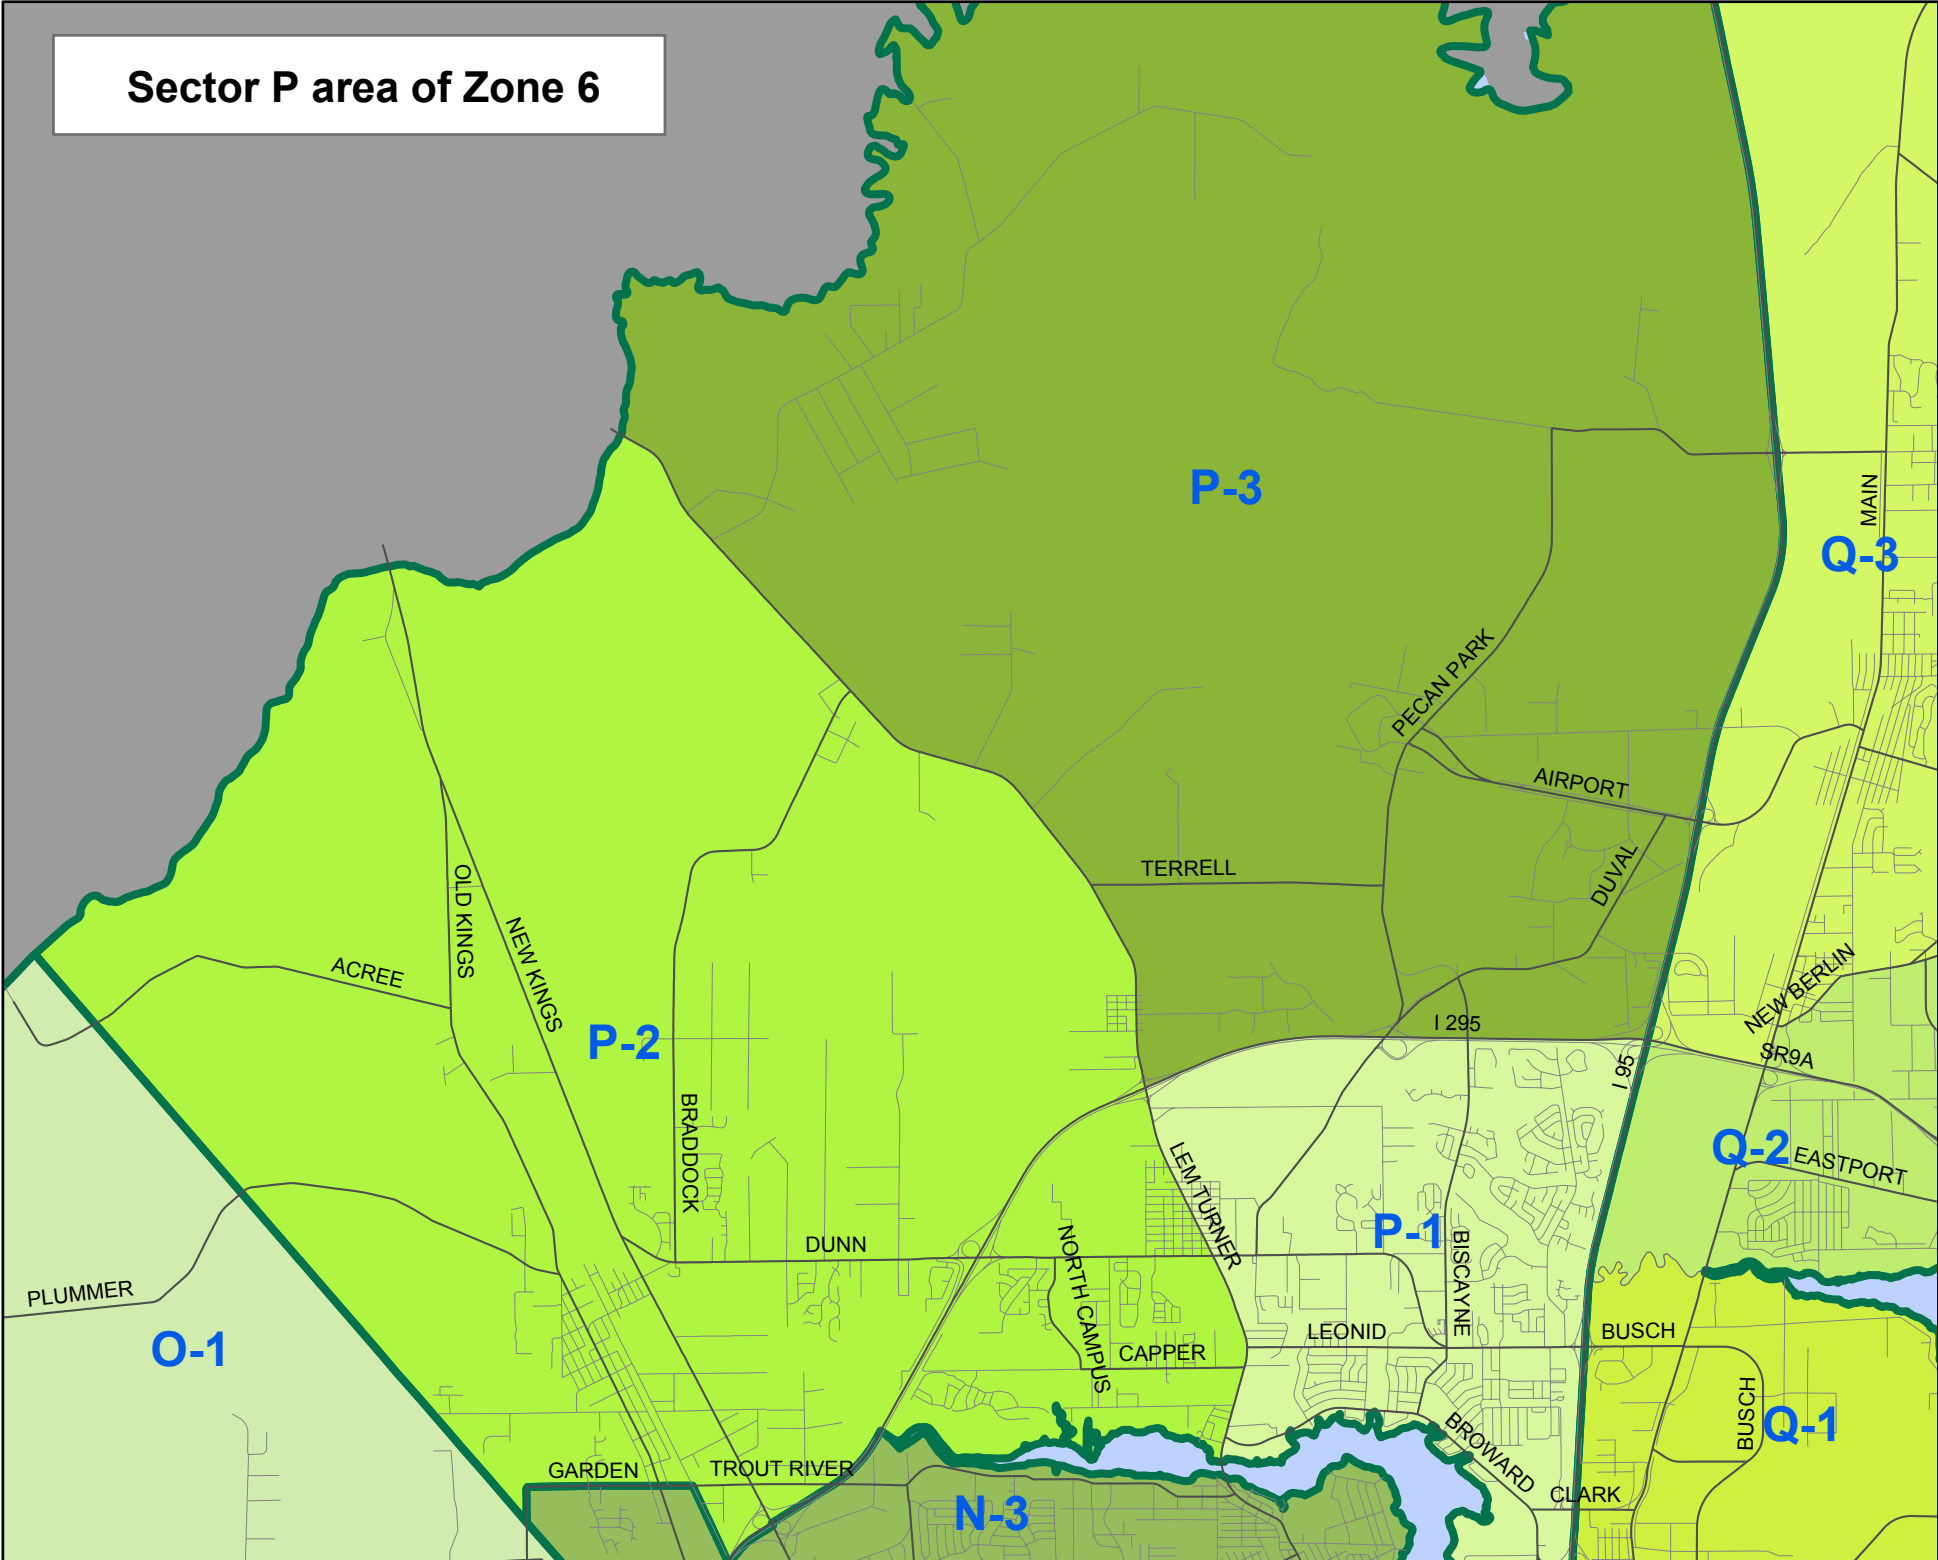 Sector P area of Zone 6
P-3
MAIN
Q-3
PECAN PARK
AIRPORT
TERRELL
DUVAL
OLD KINGS
NEW KINGS
ACREE
NEW BERLIN
I 295
P-2
SR9A
I 95
BRADDOCK
LEM TURNER
Q-2
EASTPORT
P-1
DUNN
NORTH CAMPUS
BISCAYNE
PLUMMER
O-1
LEONID
BUSCH
CAPPER
BUSCH
Q-1
BROWARD
GARDEN
TROUT RIVER
CLARK
N-3